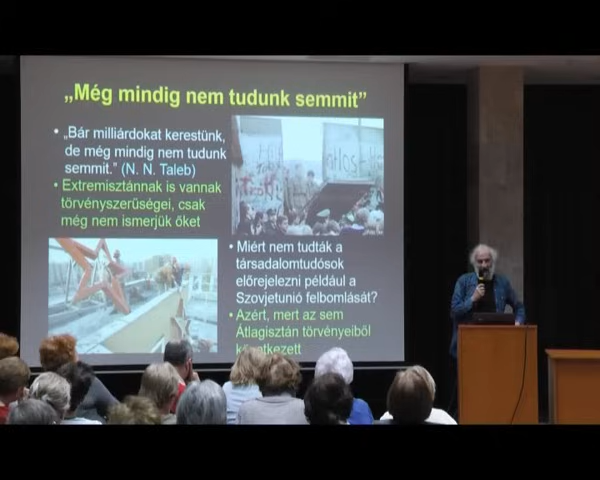 „Még mindig nem tudunk semmit”
• „Bár milliárdokat kerestünk,
de még mindig nem tudunk
semmit.” (N. N. Taleb)
• Extremisztánnak is vannak
törvényszerűségei, csak
még nem ismerjük őket
• Miért nem tudták a
társadalomtudósok
előrejelezni például a
Szovjetunió felbomlását?
• Azért, mert az sem
Átlagisztán törvényeiből
következett